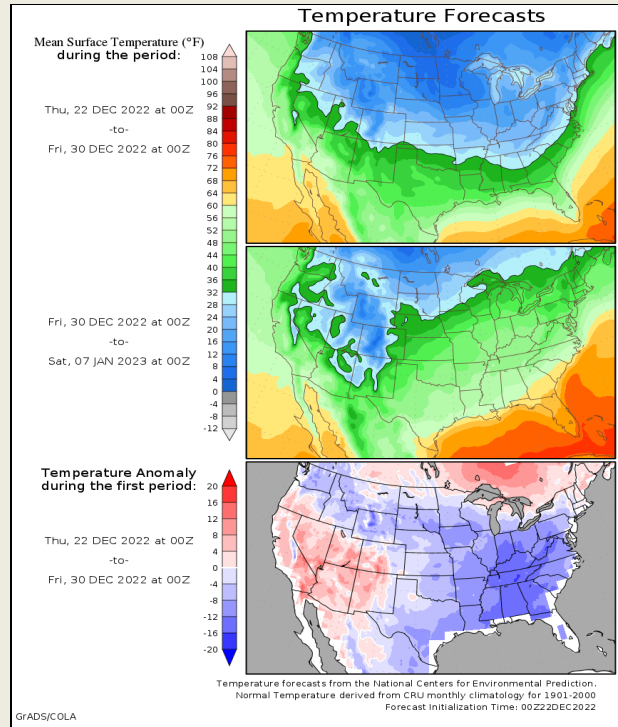 Temperature Forecasts
Mean Surface Temperature (°F)
during the period:
108
104
100
96
92
88
84
80
76
72
68
64
60
56
52
48
44
40
36
32
28
24
20
16
12
8
4
0
-4
-8
-12
Thu, 22 DEC 2022 at 00Z
-to-
Fri, 30 DEC 2022 at 00Z
Fri, 30 DEC 2022 at 00Z
-to-
Sat, 07 JAN 2023 at 00Z
Temperature Anomaly
during the first period:
20
16
12
8
4
0
-4
-8
-12
-16
-20
Thu, 22 DEC 2022 at 00Z
-to-
Fri, 30 DEC 2022 at 00Z
Temperature forecasts from the National Centers for Environmental Prediction.
Normal Temperature derived from CRU monthly climatology for 1901-2000
Forecast Initialization Time: 00Z22DEC2022
GrADS/COLA